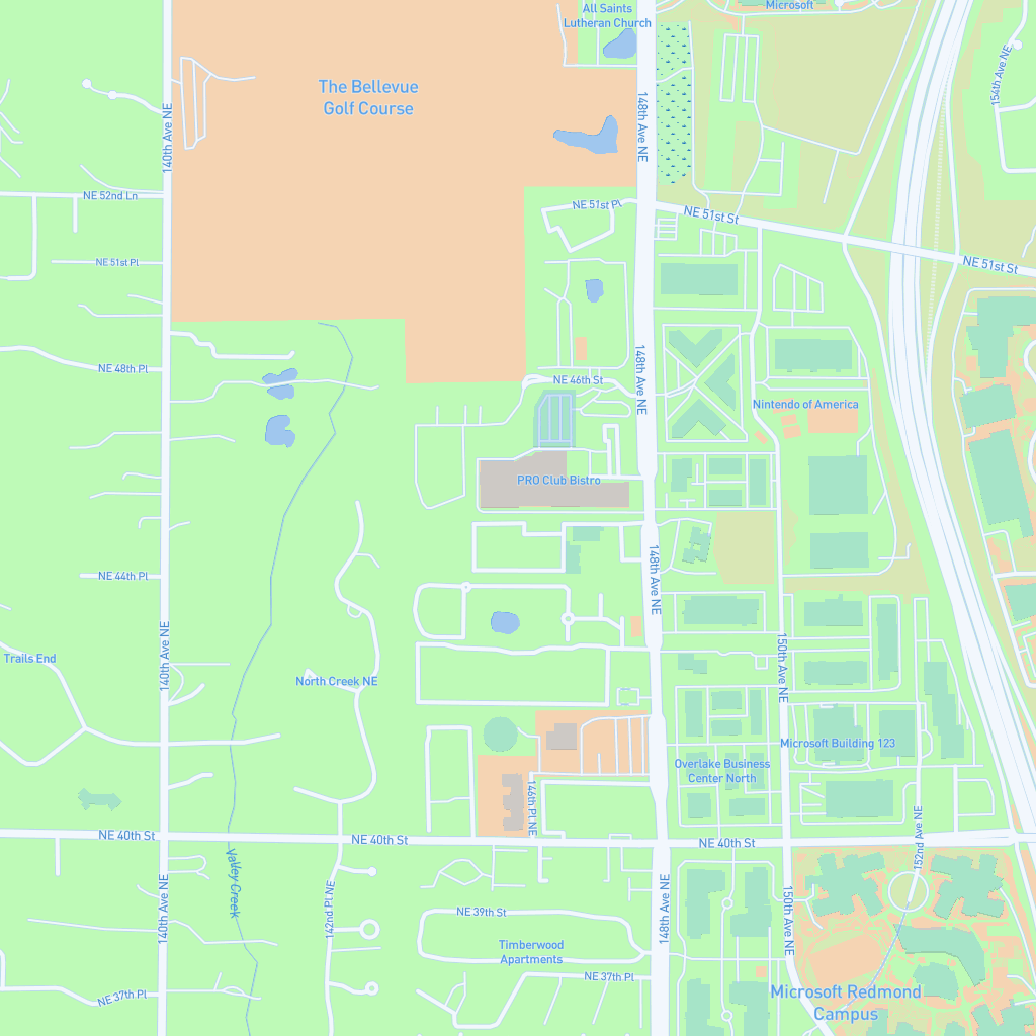 All Saints
Lutheran Church
Microsoft
154th Ave NE
The Bellevue
Golf Course
140th Ave NE
148th Ave NE
NE 52nd Ln
NE 51st Pl
NE 51st St
NE 51st Pl
NE 51st St
NE 48th Pl
NE 46th St
148th Ave NE
Nintendo of America
PRO Club Bistro
148th Ave NE
NE 44th Pl
140th Ave NE
150th Ave NE
Trails End
North Creek NE
Microsoft Building 123
Overlake Business
Center North
146th Pl NE
NE 40th St
NE 40th St
NE 40th St
152nd Ave NE
Valley Creek
140th Ave NE
142nd Pl NE
148th Ave NE
150th Ave NE
NE 39th St
Timberwood
Apartments
NE 37th Pl
NE 37th Pl
Microsoft Redmond
Campus